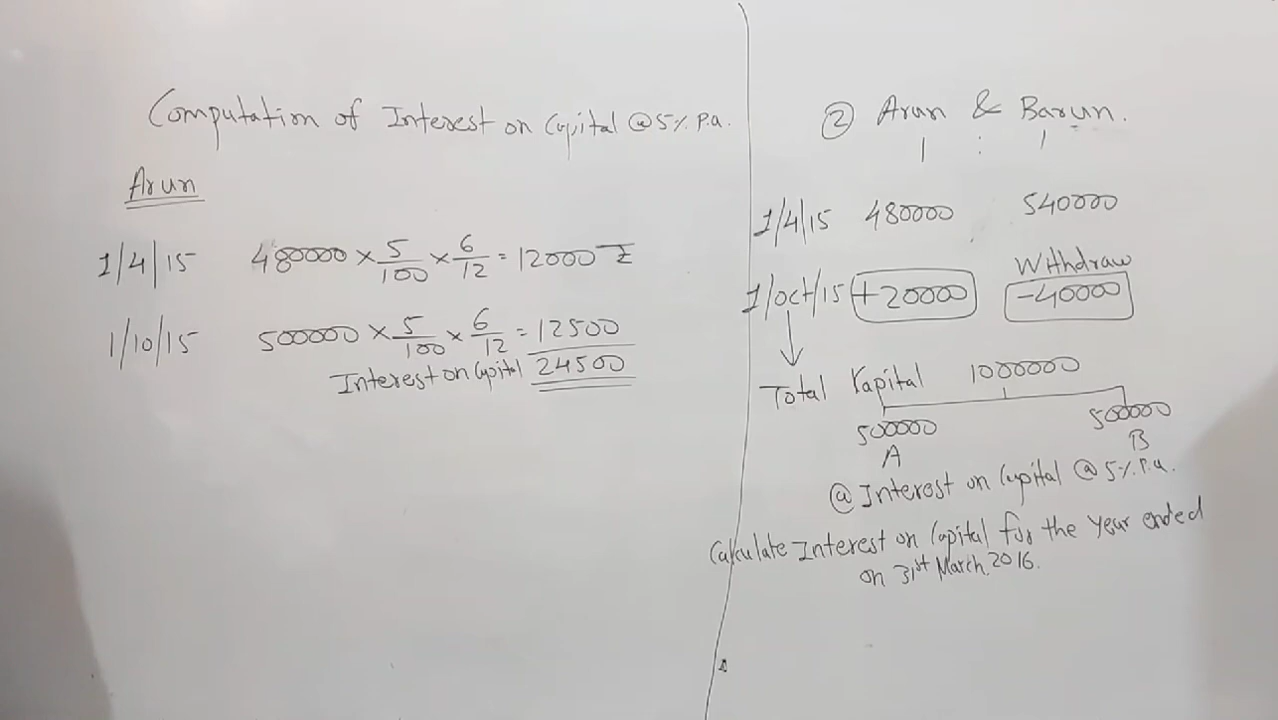 Computation of Interest on Capital @ 5% P.a.
Arun
1/4/15 480000 × 5/100 × 6/12 = 12000
1/10/15 500000 × 5/100 × 6/12 = 12500
Interest on Capital 24500
② Arun & Barun.
1 : 1
1/4/15 480000 540000
Withdraw
1/Oct/15 +20000 -40000
Total Kapital 1000000
500000 500000
A B
@ Interest on Capital @ 5% P.a.
Calculate Interest on Capital for the year ended
on 31st March, 2016.